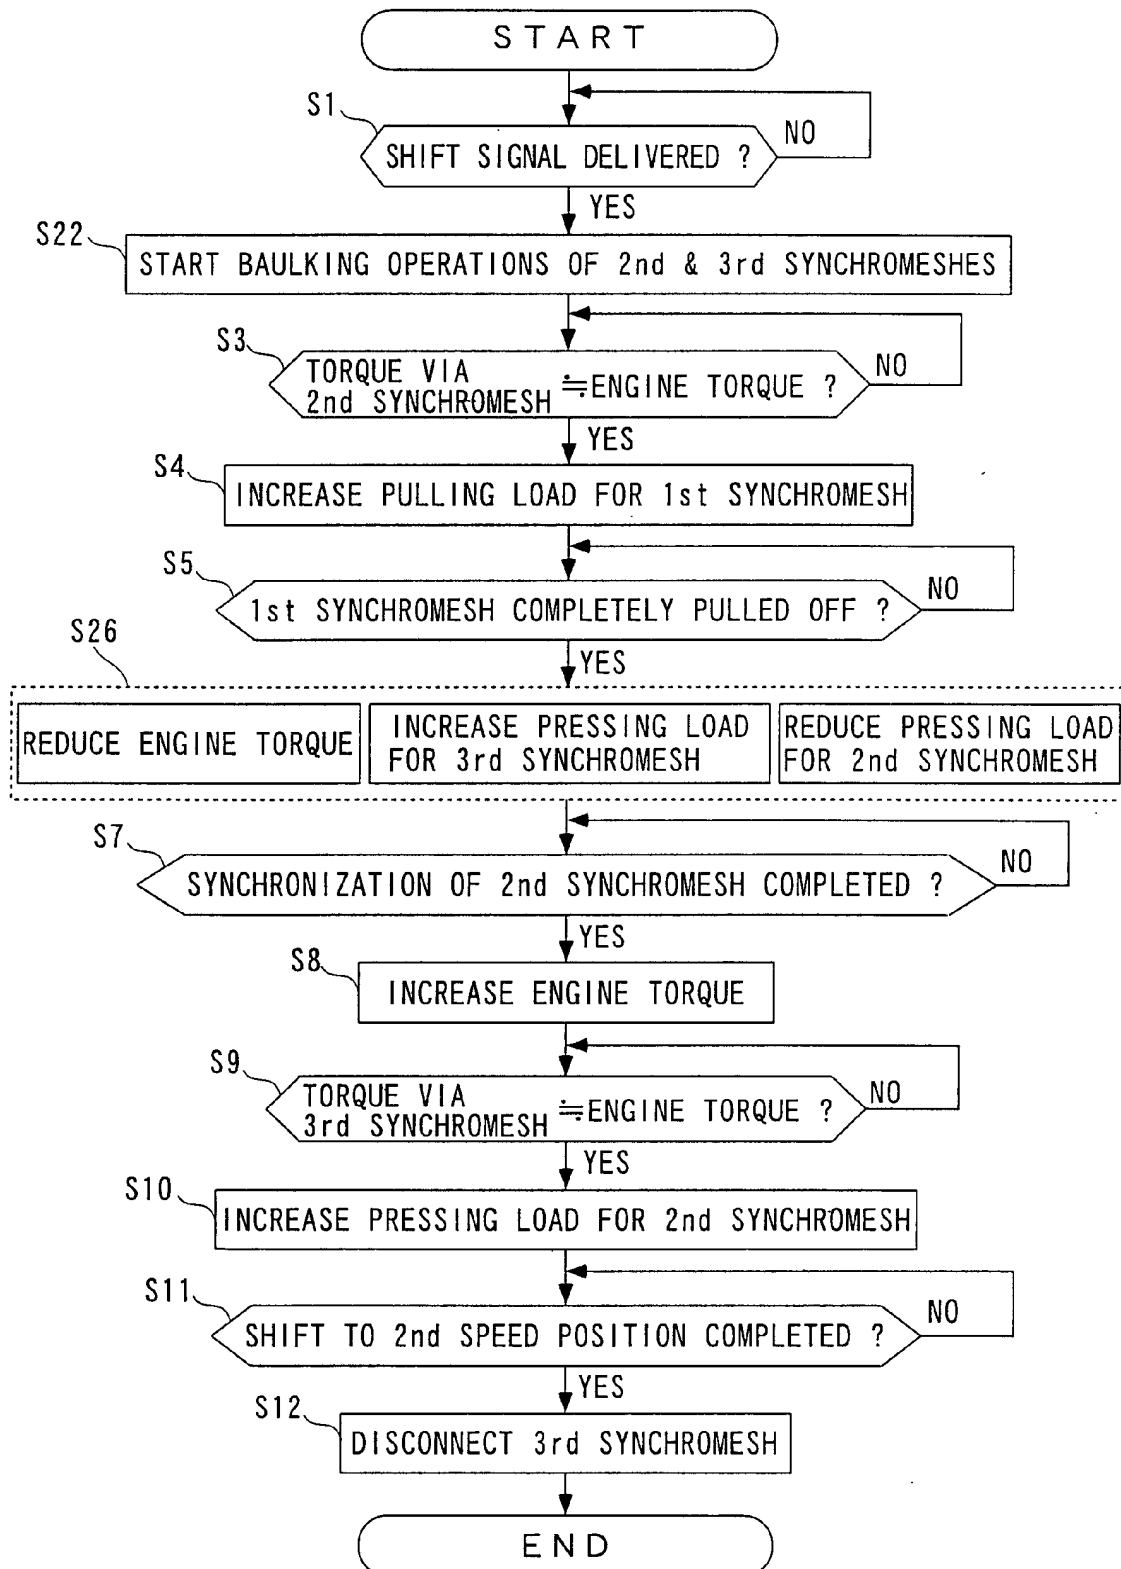 START
S1
SHIFT SIGNAL DELIVERED ?
NO
YES
S22
START BAULKING OPERATIONS OF 2nd & 3rd SYNCHROMESHES
S3
TORQUE VIA
2nd SYNCHROMESH ≒ENGINE TORQUE ?
NO
YES
S4
INCREASE PULLING LOAD FOR 1st SYNCHROMESH
S5
1st SYNCHROMESH COMPLETELY PULLED OFF ?
NO
YES
S26
REDUCE ENGINE TORQUE
INCREASE PRESSING LOAD
FOR 3rd SYNCHROMESH
REDUCE PRESSING LOAD
FOR 2nd SYNCHROMESH
S7
SYNCHRONIZATION OF 2nd SYNCHROMESH COMPLETED ?
NO
YES
S8
INCREASE ENGINE TORQUE
S9
TORQUE VIA
3rd SYNCHROMESH ≒ENGINE TORQUE ?
NO
YES
S10
INCREASE PRESSING LOAD FOR 2nd SYNCHROMESH
S11
SHIFT TO 2nd SPEED POSITION COMPLETED ?
NO
YES
S12
DISCONNECT 3rd SYNCHROMESH
END